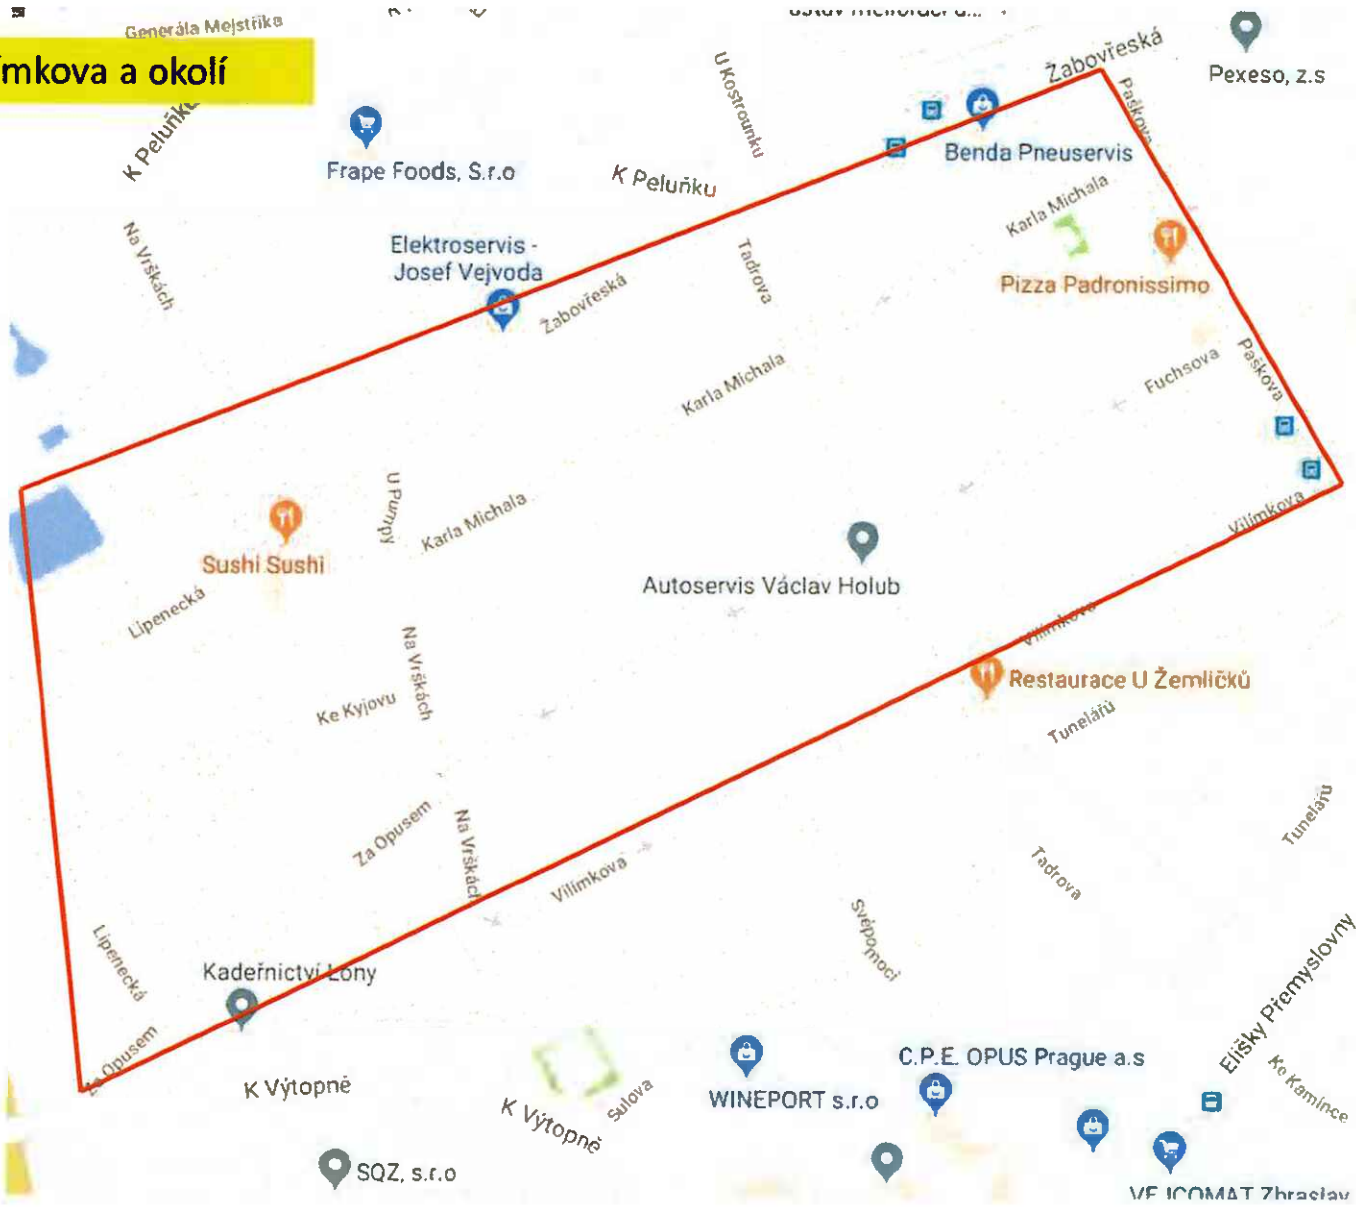 Generála Mejstříka
ímkova a okolí
Žabovřeská
Pexeso, z.s
U Kostrounku
Paškova
K Peluňku
Frape Foods, S.r.o
Benda Pneuservis
K Peluňku
Karla Michala
Na Vrškách
Elektroservis -
Josef Vejvoda
Tadrova
Pizza Padronissimo
Žabovřeská
Karla Michala
Fuchsova
Paškova
U Pumpy
Karla Michala
Vilímkova
Sushi Sushi
Autoservis Václav Holub
Lipenecká
Vilímkova
Na Vrškách
Restaurace U Žemličků
Ke Kyjovu
Tunelářů
Za Opusem
Na Vrškách
Tunelářů
Vilímkova
Tadrova
Svépomoci
Lipenecká
Kadeřnictví Lony
Elišky Přemyslovny
Za Opusem
K Výtopně
C.P.E. OPUS Prague a.s
WINEPORT s.r.o
Sulova
K Výtopně
Ke Kamínce
SQZ, s.r.o